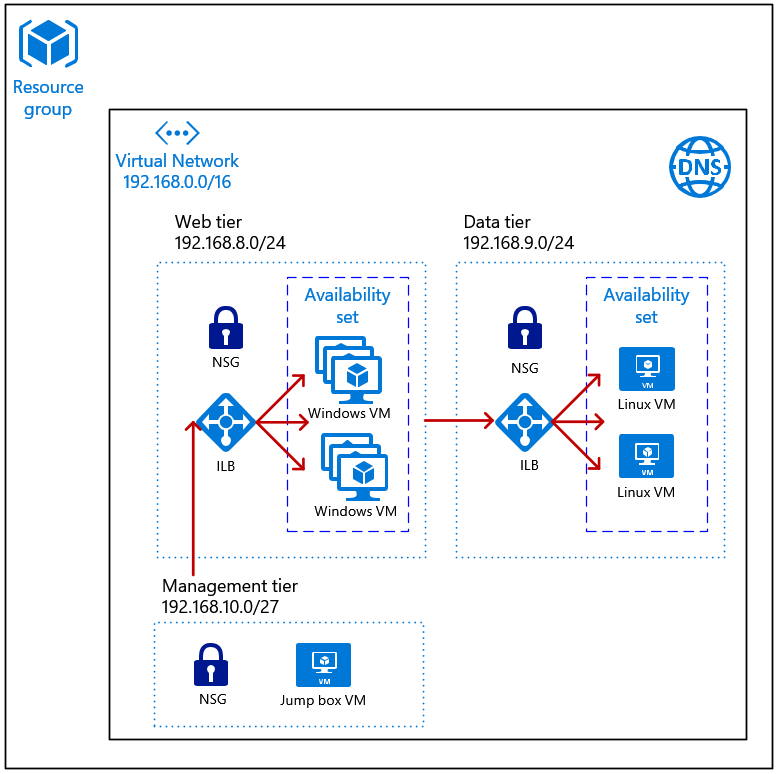 Resource
group
Virtual Network
192.168.0.0/16
DNS
Web tier
192.168.8.0/24
Availability
set
NSG
Windows VM
ILB
Windows VM
Data tier
192.168.9.0/24
Availability
set
NSG
VM
Linux VM
ILB
VM
Linux VM
Management tier
192.168.10.0/27
NSG
VM
Jump box VM